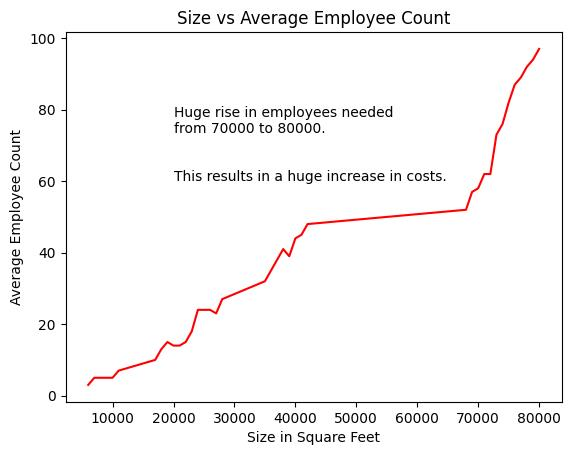 Size vs Average Employee Count
100
80
60
40
20
0
Average Employee Count
Huge rise in employees needed
from 70000 to 80000.
This results in a huge increase in costs.
10000 20000 30000 40000 50000 60000 70000 80000
Size in Square Feet